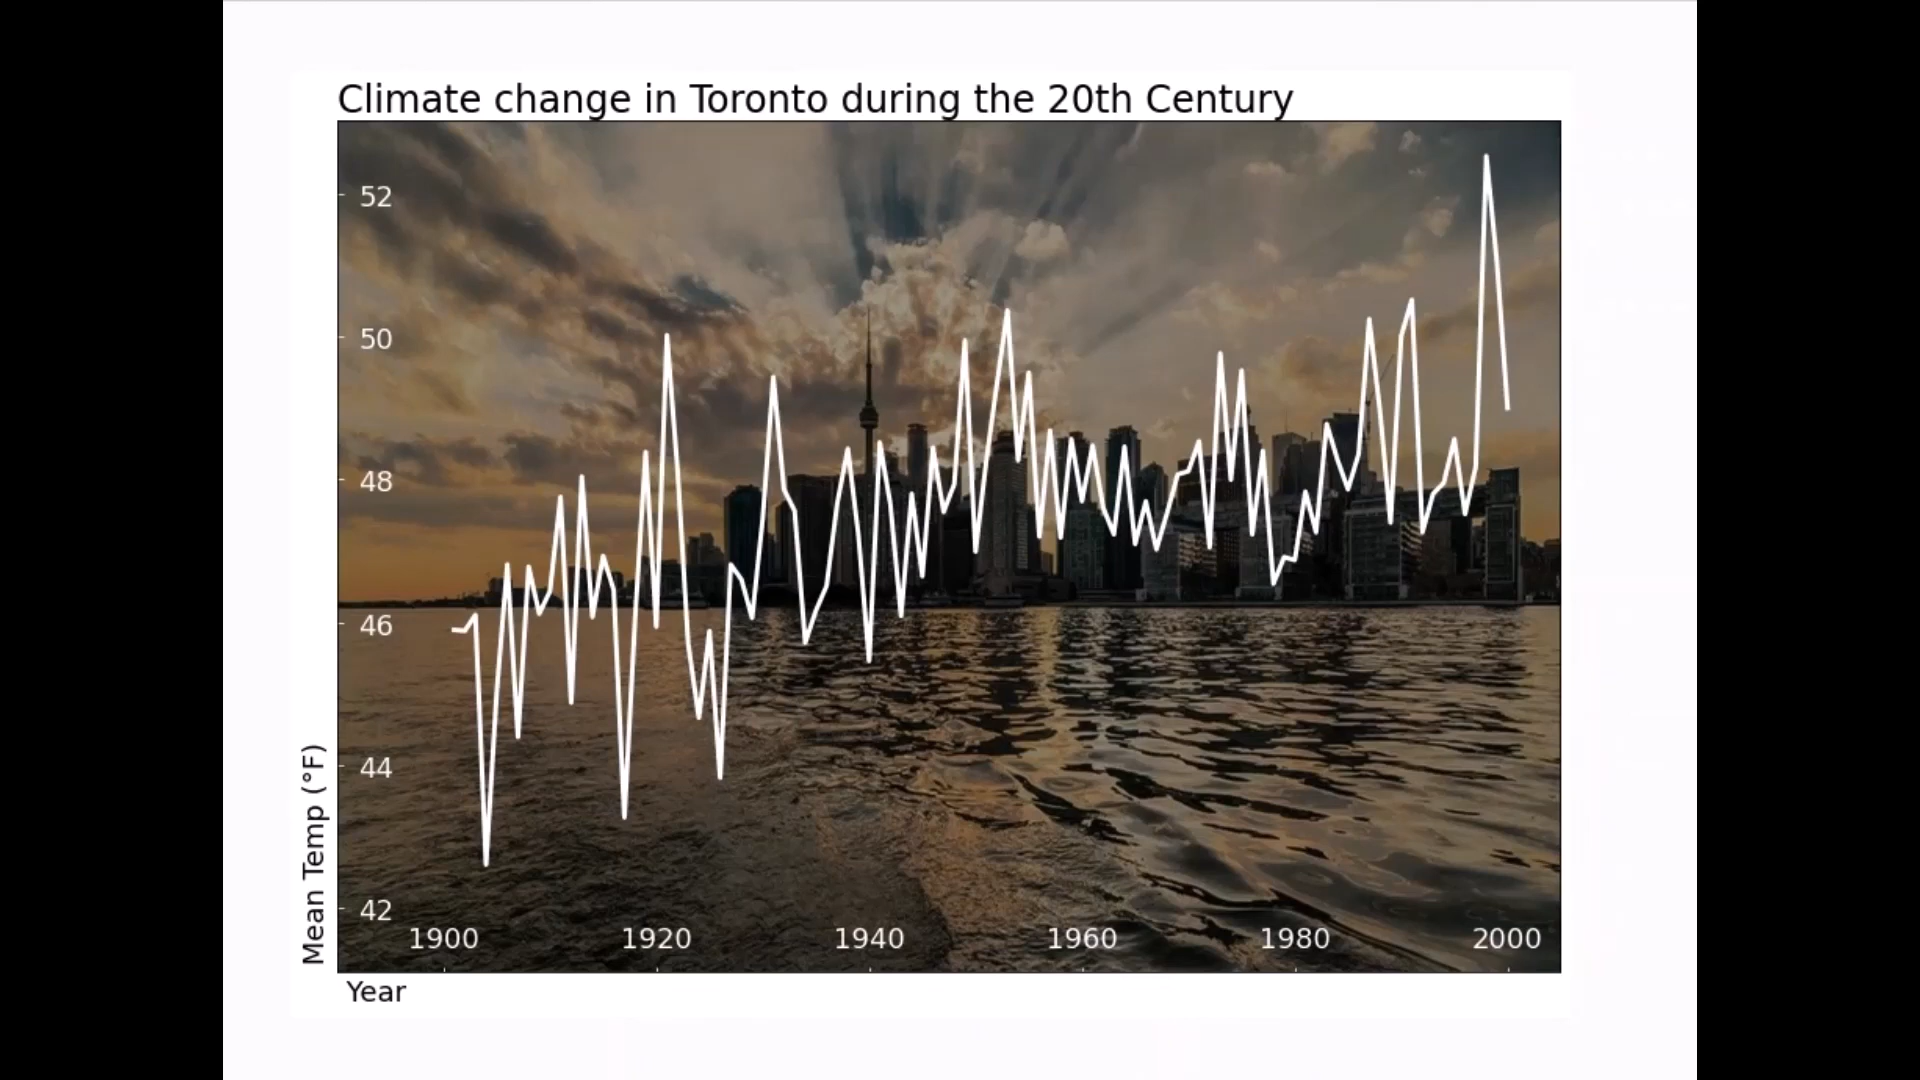 Climate change in Toronto during the 20th Century
52
50
48
46
44
42
Mean Temp (°F)
1900 1920 1940 1960 1980 2000
Year